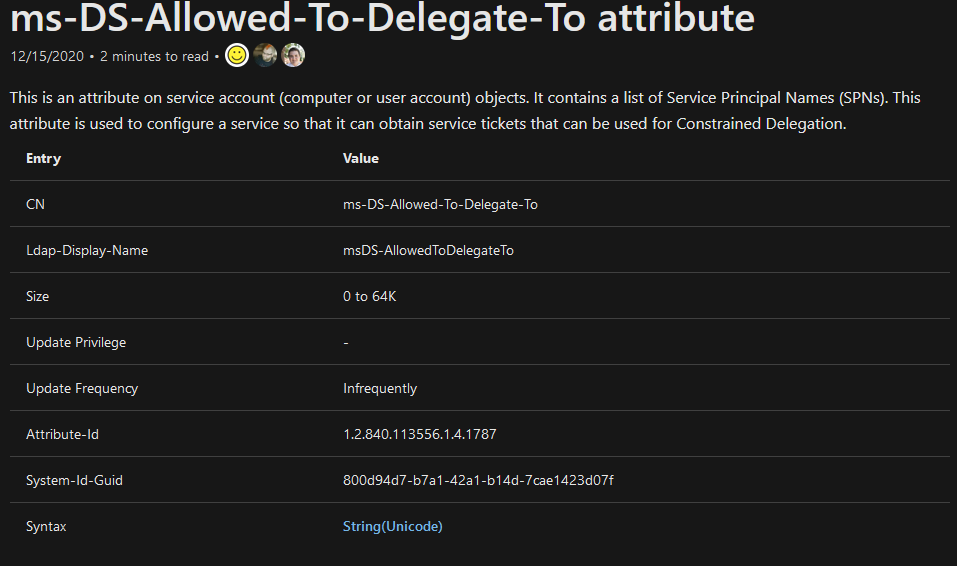 ms-DS-Allowed-To-Delegate-To attribute
12/15/2020 • 2 minutes to read •
This is an attribute on service account (computer or user account) objects. It contains a list of Service Principal Names (SPNs). This
attribute is used to configure a service so that it can obtain service tickets that can be used for Constrained Delegation.
Entry Value
CN ms-DS-Allowed-To-Delegate-To
Ldap-Display-Name msDS-AllowedToDelegateTo
Size 0 to 64K
Update Privilege -
Update Frequency Infrequently
Attribute-Id 1.2.840.113556.1.4.1787
System-Id-Guid 800d94d7-b7a1-42a1-b14d-7cae1423d07f
Syntax String(Unicode)